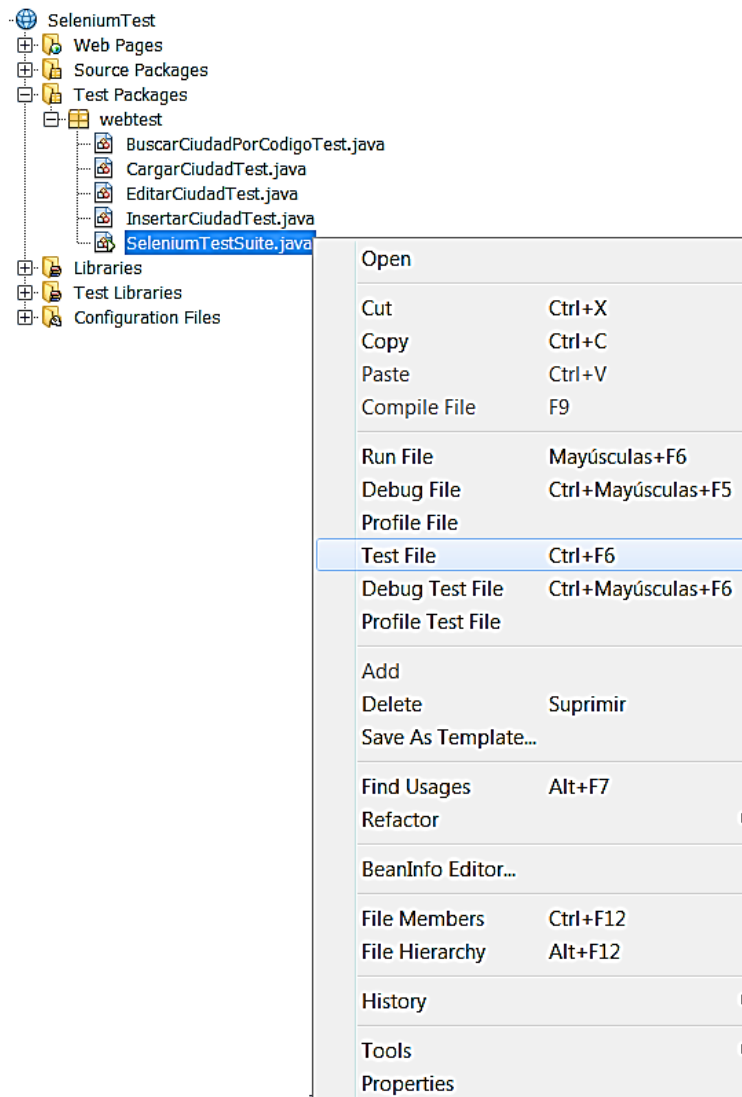 SeleniumTest
Web Pages
Source Packages
Test Packages
webtest
BuscarCiudadPorCodigoTest.java
CargarCiudadTest.java
EditarCiudadTest.java
InsertarCiudadTest.java
SeleniumTestSuite.java
Libraries
Test Libraries
Configuration Files
Open
Cut Ctrl+X
Copy Ctrl+C
Paste Ctrl+V
Compile File F9
Run File Mayúsculas+F6
Debug File Ctrl+Mayúsculas+F5
Profile File
Test File Ctrl+F6
Debug Test File Ctrl+Mayúsculas+F6
Profile Test File
Add
Delete Suprimir
Save As Template...
Find Usages Alt+F7
Refactor
BeanInfo Editor...
File Members Ctrl+F12
File Hierarchy Alt+F12
History
Tools
Properties